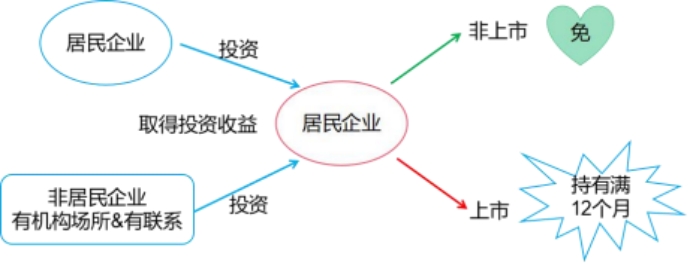 居民企业
投资
非上市
免
取得投资收益
居民企业
非居民企业
有机构场所&有联系
投资
上市
持有满
12个月